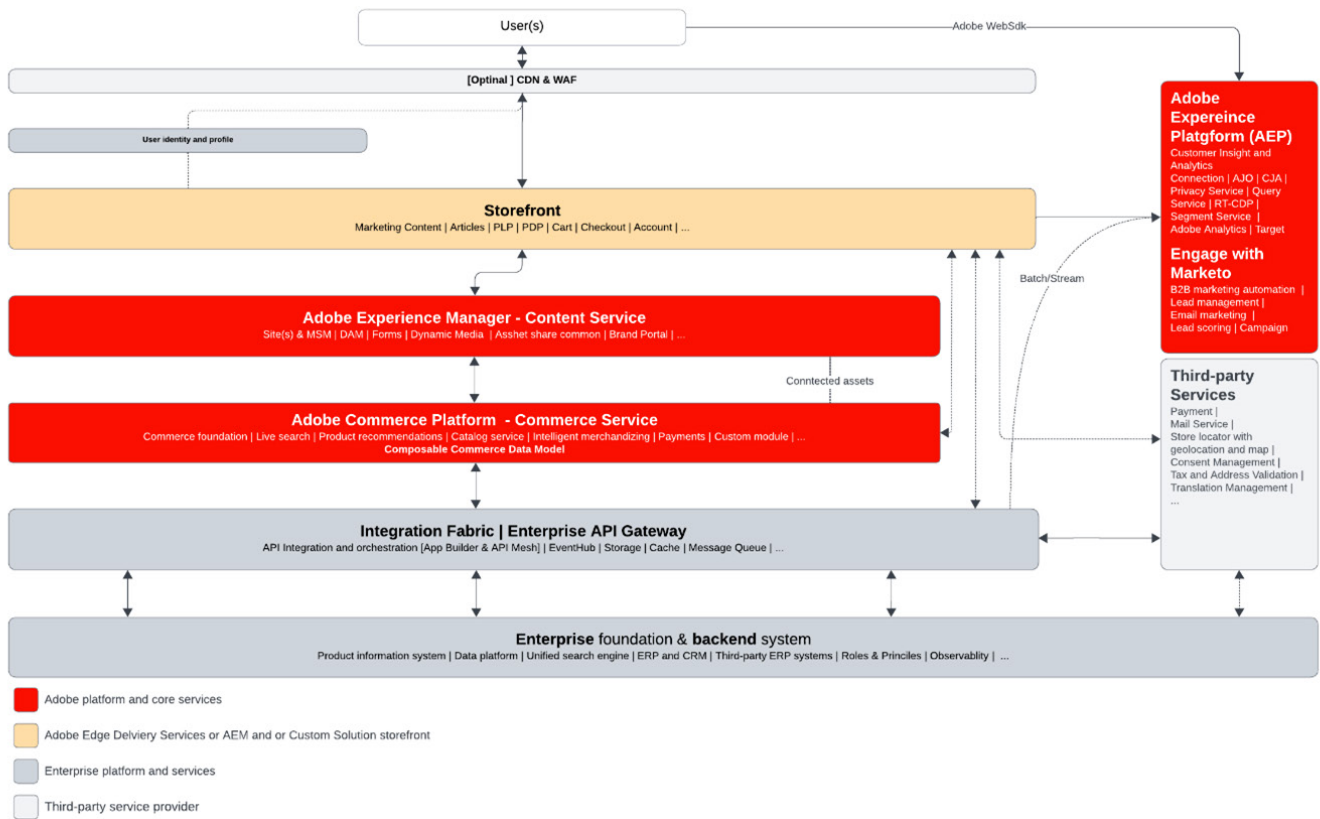 User(s)
Adobe WebSdk
[Optinal ] CDN & WAF
User identity and profile
Storefront
Marketing Content | Articles | PLP | PDP | Cart | Checkout | Account | ...
Adobe Experience Manager - Content Service
Site(s) & MSM | DAM | Forms | Dynamic Media | Asshet share common | Brand Portal | ...
Conntected assets
Adobe Commerce Platform - Commerce Service
Commerce foundation | Live search | Product recommendations | Catalog service | Intelligent merchandizing | Payments | Custom module | ...
Composable Commerce Data Model
Batch/Stream
Integration Fabric | Enterprise API Gateway
API Integration and orchestration [App Builder & API Mesh] | EventHub | Storage | Cache | Message Queue | ...
Adobe
Expereince
Platgform (AEP)
Customer Insight and
Analytics
Connection | AJO | CJA |
Privacy Service | Query
Service | RT-CDP |
Segment Service |
Adobe Analytics | Target
Engage with
Marketo
B2B marketing automation |
Lead management |
Email marketing |
Lead scoring | Campaign
Third-party
Services
Payment |
Mail Service |
Store locator with
geolocation and map |
Consent Management |
Tax and Address Validation |
Translation Management |
...
Enterprise foundation & backend system
Product information system | Data platform | Unified search engine | ERP and CRM | Third-party ERP systems | Roles & Princiles | Observablity | ...
Adobe platform and core services
Adobe Edge Delviery Services or AEM and or Custom Solution storefront
Enterprise platform and services
Third-party service provider